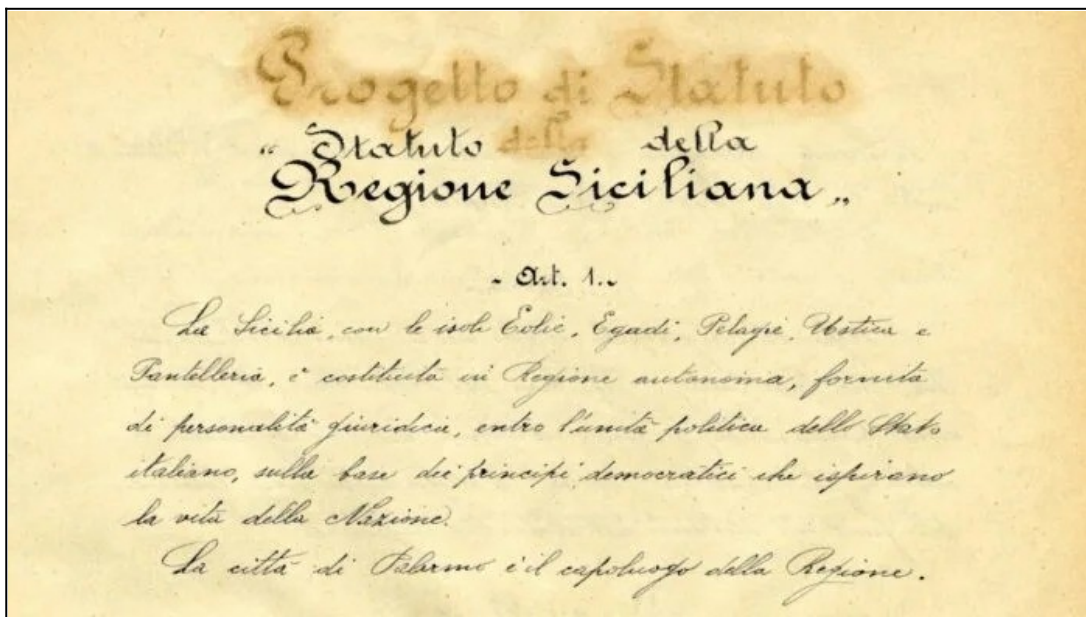 Progetto di Statuto
"Statuto della della
Regione Siciliana"
- Art. 1. -
La Sicilia, con le isole Eolie, Egadi, Pelagie, Ustica e
Pantelleria, è costituita in Regione autonoma, fornita
di personalità giuridica, entro l'unità politica dello Stato
italiano, sulla base dei principi democratici che ispirano
la vita della Nazione.
La città di Palermo è il capoluogo della Regione.